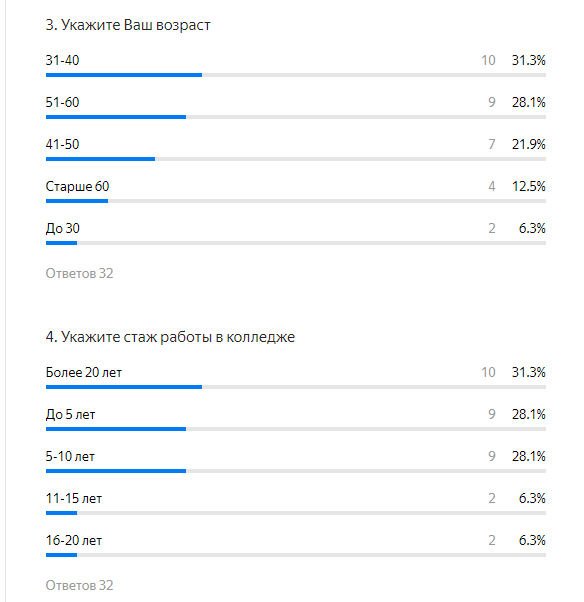 3. Укажите Ваш возраст
31-40 10 31.3%
51-60 9 28.1%
41-50 7 21.9%
Старше 60 4 12.5%
До 30 2 6.3%
Ответов 32
4. Укажите стаж работы в колледже
Более 20 лет 10 31.3%
До 5 лет 9 28.1%
5-10 лет 9 28.1%
11-15 лет 2 6.3%
16-20 лет 2 6.3%
Ответов 32